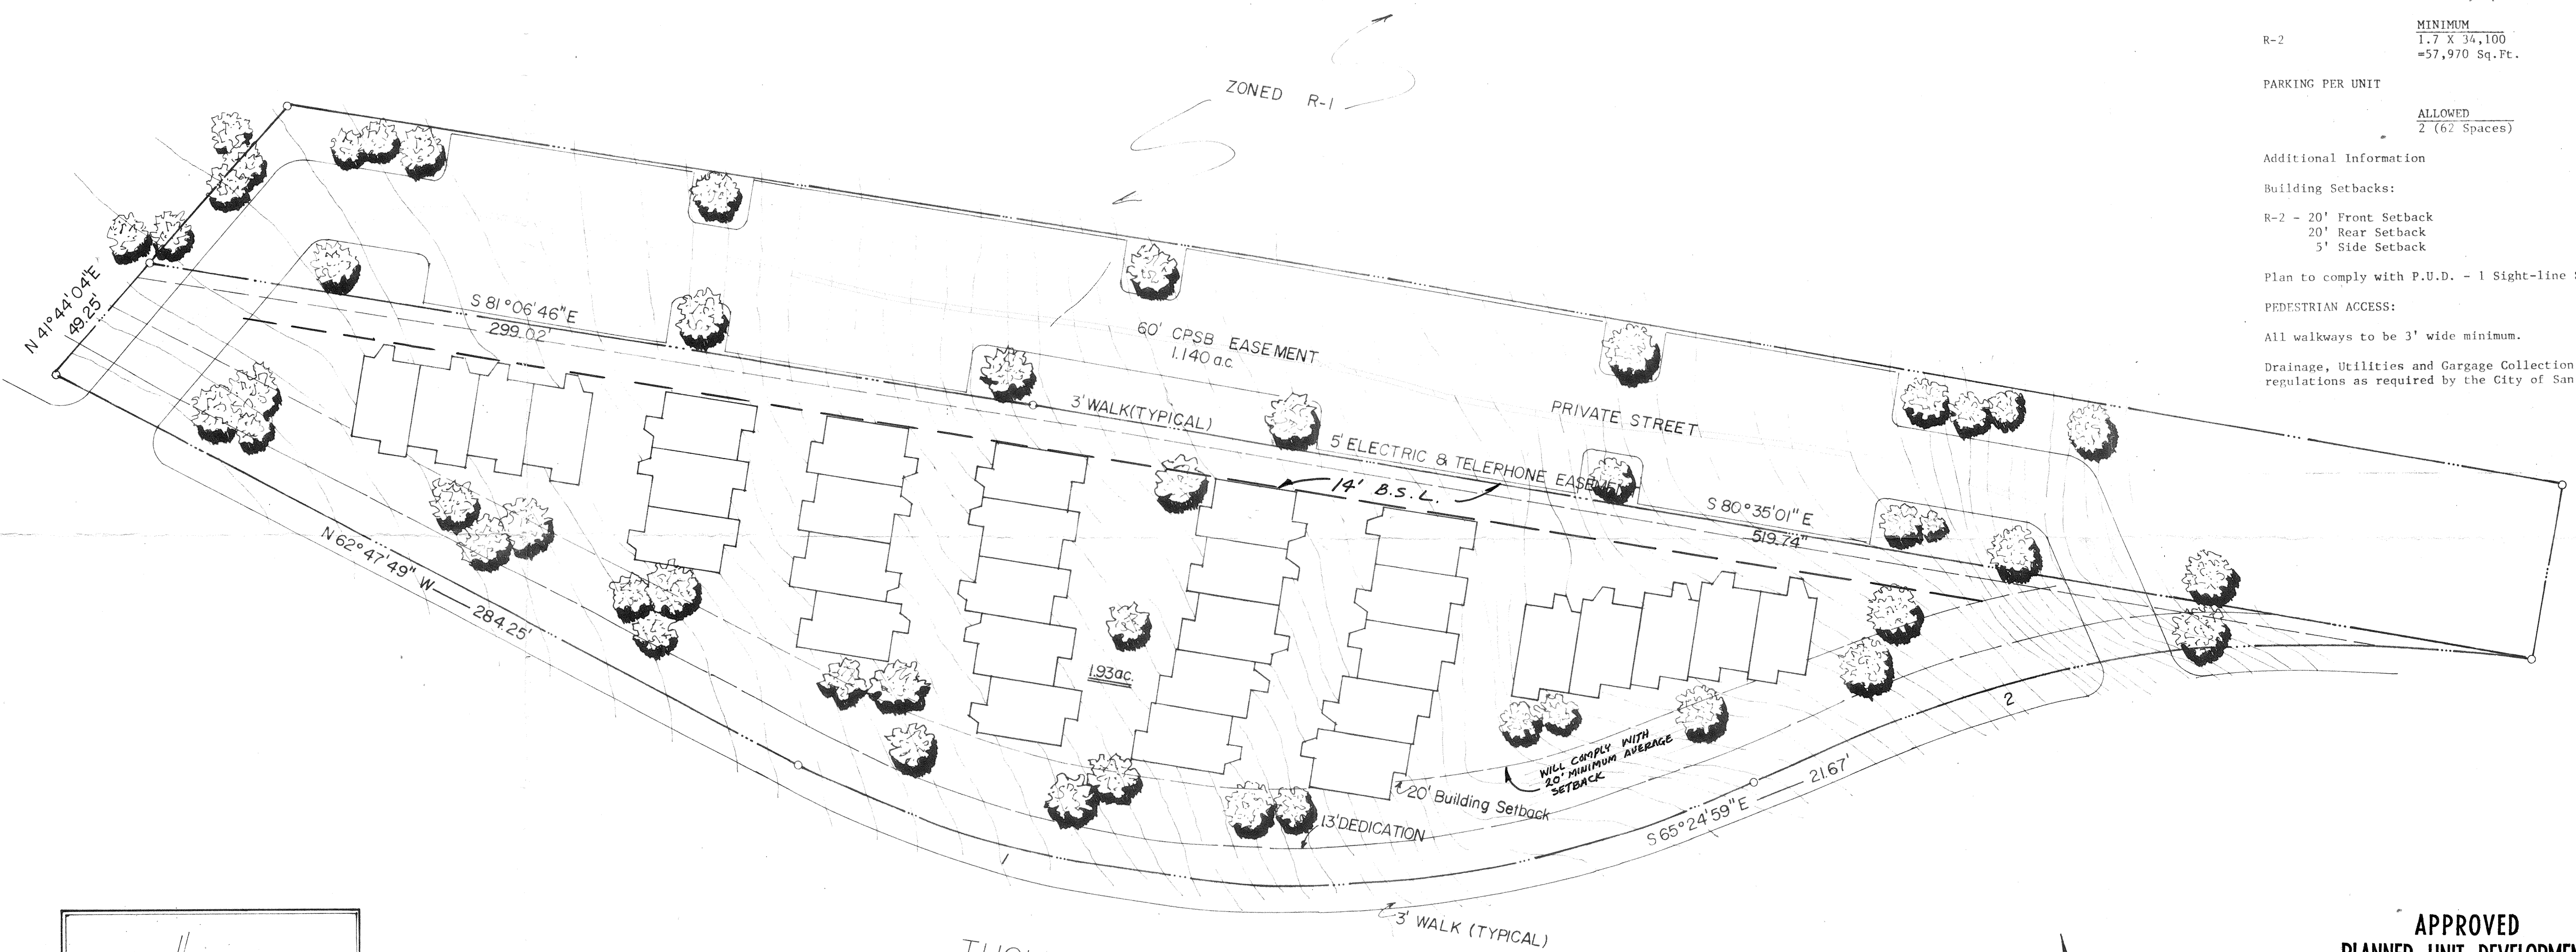 MINIMUM
R-2 1.7 X 34,100
=57,970 Sq.Ft.
PARKING PER UNIT
ALLOWED
2 (62 Spaces)
Additional Information
Building Setbacks:
R-2 - 20' Front Setback
20' Rear Setback
5' Side Setback
Plan to comply with P.U.D. - 1 Sight-line
PEDESTRIAN ACCESS:
All walkways to be 3' wide minimum.
Drainage, Utilities and Gargage Collection
regulations as required by the City of San
ZONED R-1
N 41°44'04"E
49.25'
S 81°06'46"E
299.02'
60' CPSB EASEMENT
1.140 a.c.
3' WALK(TYPICAL)
PRIVATE STREET
5' ELECTRIC & TELERHONE EASEMENT
14' B.S.L.
S 80°35'01" E
519.74"
N 62°47'49" W
284.25'
1.93ac.
WILL COMPLY WITH
20' MINIMUM AVERAGE
SETBACK
20' Building Setback
13'DEDICATION
2
21.67'
S 65°24'59"E
1
3' WALK (TYPICAL)
APPROVED
PLANNED UNIT DEVELOPMEN